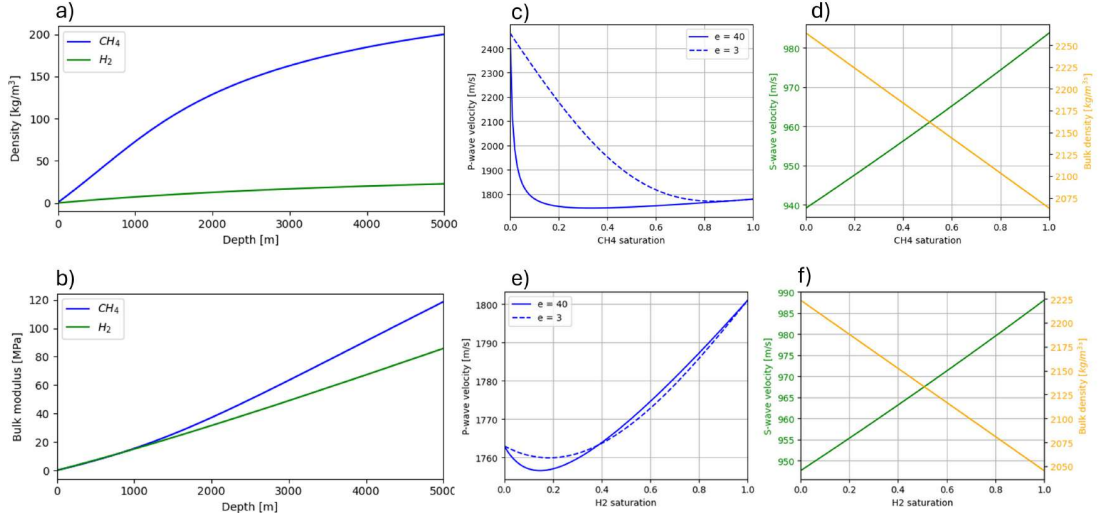 a)
Density [kg/m³]
200
150
100
50
0
CH₄
H₂
0 1000 2000 3000 4000 5000
Depth [m]
c)
P-wave velocity [m/s]
2400
2300
2200
2100
2000
1900
1800
e = 40
e = 3
0.0 0.2 0.4 0.6 0.8 1.0
CH4 saturation
d)
S-wave velocity [m/s]
980
970
960
950
940
2250
2225
2200
2175
2150
2125
2100
2075
Bulk density [kg/m³ˢ]
0.0 0.2 0.4 0.6 0.8 1.0
CH4 saturation
b)
Bulk modulus [MPa]
120
100
80
60
40
20
0
CH₄
H₂
0 1000 2000 3000 4000 5000
Depth [m]
e)
P-wave velocity [m/s]
1800
1790
1780
1770
1760
e = 40
e = 3
0.0 0.2 0.4 0.6 0.8 1.0
H2 saturation
f)
S-wave velocity [m/s]
990
985
980
975
970
965
960
955
950
2225
2200
2175
2150
2125
2100
2075
2050
Bulk density [kg/m³ˢ]
0.0 0.2 0.4 0.6 0.8 1.0
H2 saturation